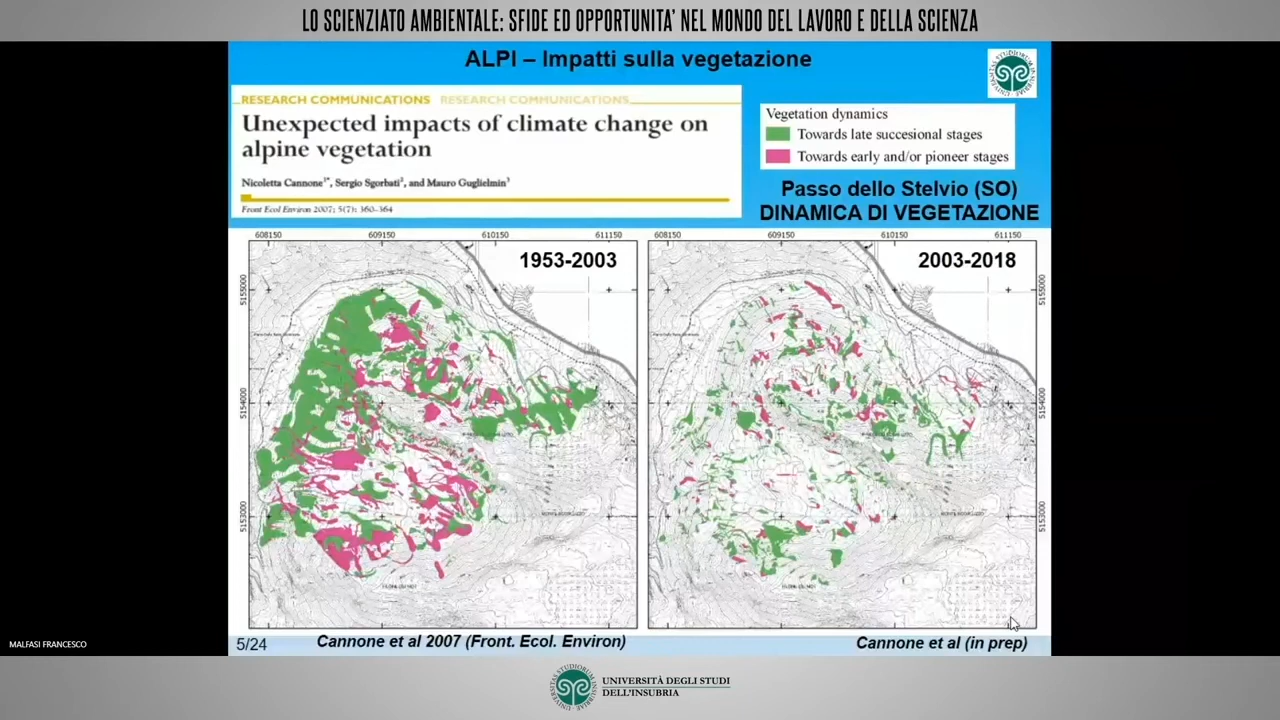 LO SCIENZIATO AMBIENTALE: SFIDE ED OPPORTUNITA' NEL MONDO DEL LAVORO E DELLA SCIENZA
ALPI – Impatti sulla vegetazione
RESEARCH COMMUNICATIONS RESEARCH COMMUNICATIONS
Unexpected impacts of climate change on
alpine vegetation
Nicoletta Cannone1*, Sergio Sgorbati2, and Mauro Guglielmin3
Front Ecol Environ 2007; 5(7): 360–364
Vegetation dynamics
Towards late succesional stages
Towards early and/or pioneer stages
Passo dello Stelvio (SO)
DINAMICA DI VEGETAZIONE
608150 609150 610150 611150
608150 609150 610150 611150
1953-2003
2003-2018
5155000
5154000
5153000
5155000
5154000
5153000
5/24
Cannone et al 2007 (Front. Ecol. Environ)
Cannone et al (in prep)
MALFASI FRANCESCO
UNIVERSITÀ DEGLI STUDI
DELL'INSUBRIA